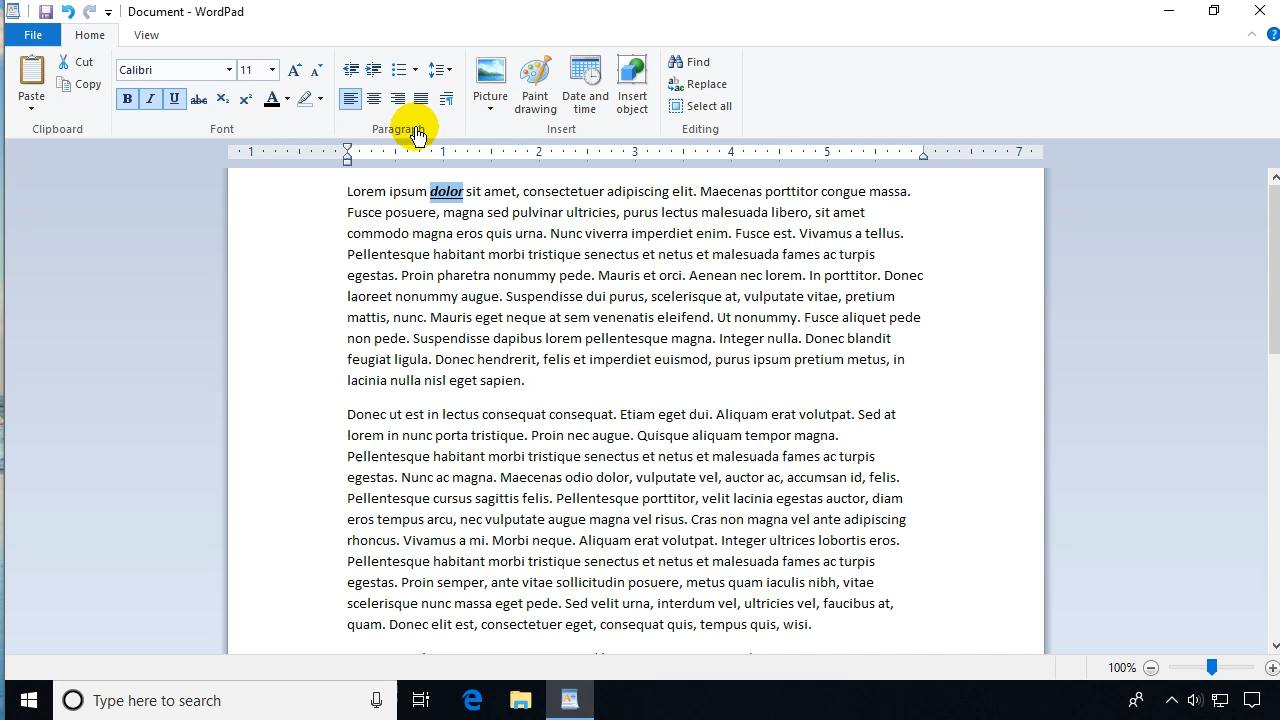 Document - WordPad
File Home View
Paste Cut Copy Calibri 11 Picture Paint drawing Date and time Insert object Find Replace Select all
B I U abc X₂ X² A
Clipboard Font Paragraph Insert Editing
1 1 2 3 4 5 7
Lorem ipsum dolor sit amet, consectetuer adipiscing elit. Maecenas porttitor congue massa.
Fusce posuere, magna sed pulvinar ultricies, purus lectus malesuada libero, sit amet
commodo magna eros quis urna. Nunc viverra imperdiet enim. Fusce est. Vivamus a tellus.
Pellentesque habitant morbi tristique senectus et netus et malesuada fames ac turpis
egestas. Proin pharetra nonummy pede. Mauris et orci. Aenean nec lorem. In porttitor. Donec
laoreet nonummy augue. Suspendisse dui purus, scelerisque at, vulputate vitae, pretium
mattis, nunc. Mauris eget neque at sem venenatis eleifend. Ut nonummy. Fusce aliquet pede
non pede. Suspendisse dapibus lorem pellentesque magna. Integer nulla. Donec blandit
feugiat ligula. Donec hendrerit, felis et imperdiet euismod, purus ipsum pretium metus, in
lacinia nulla nisl eget sapien.
Donec ut est in lectus consequat consequat. Etiam eget dui. Aliquam erat volutpat. Sed at
lorem in nunc porta tristique. Proin nec augue. Quisque aliquam tempor magna.
Pellentesque habitant morbi tristique senectus et netus et malesuada fames ac turpis
egestas. Nunc ac magna. Maecenas odio dolor, vulputate vel, auctor ac, accumsan id, felis.
Pellentesque cursus sagittis felis. Pellentesque porttitor, velit lacinia egestas auctor, diam
eros tempus arcu, nec vulputate augue magna vel risus. Cras non magna vel ante adipiscing
rhoncus. Vivamus a mi. Morbi neque. Aliquam erat volutpat. Integer ultrices lobortis eros.
Pellentesque habitant morbi tristique senectus et netus et malesuada fames ac turpis
egestas. Proin semper, ante vitae sollicitudin posuere, metus quam iaculis nibh, vitae
scelerisque nunc massa eget pede. Sed velit urna, interdum vel, ultricies vel, faucibus at,
quam. Donec elit est, consectetuer eget, consequat quis, tempus quis, wisi.
100%
Type here to search